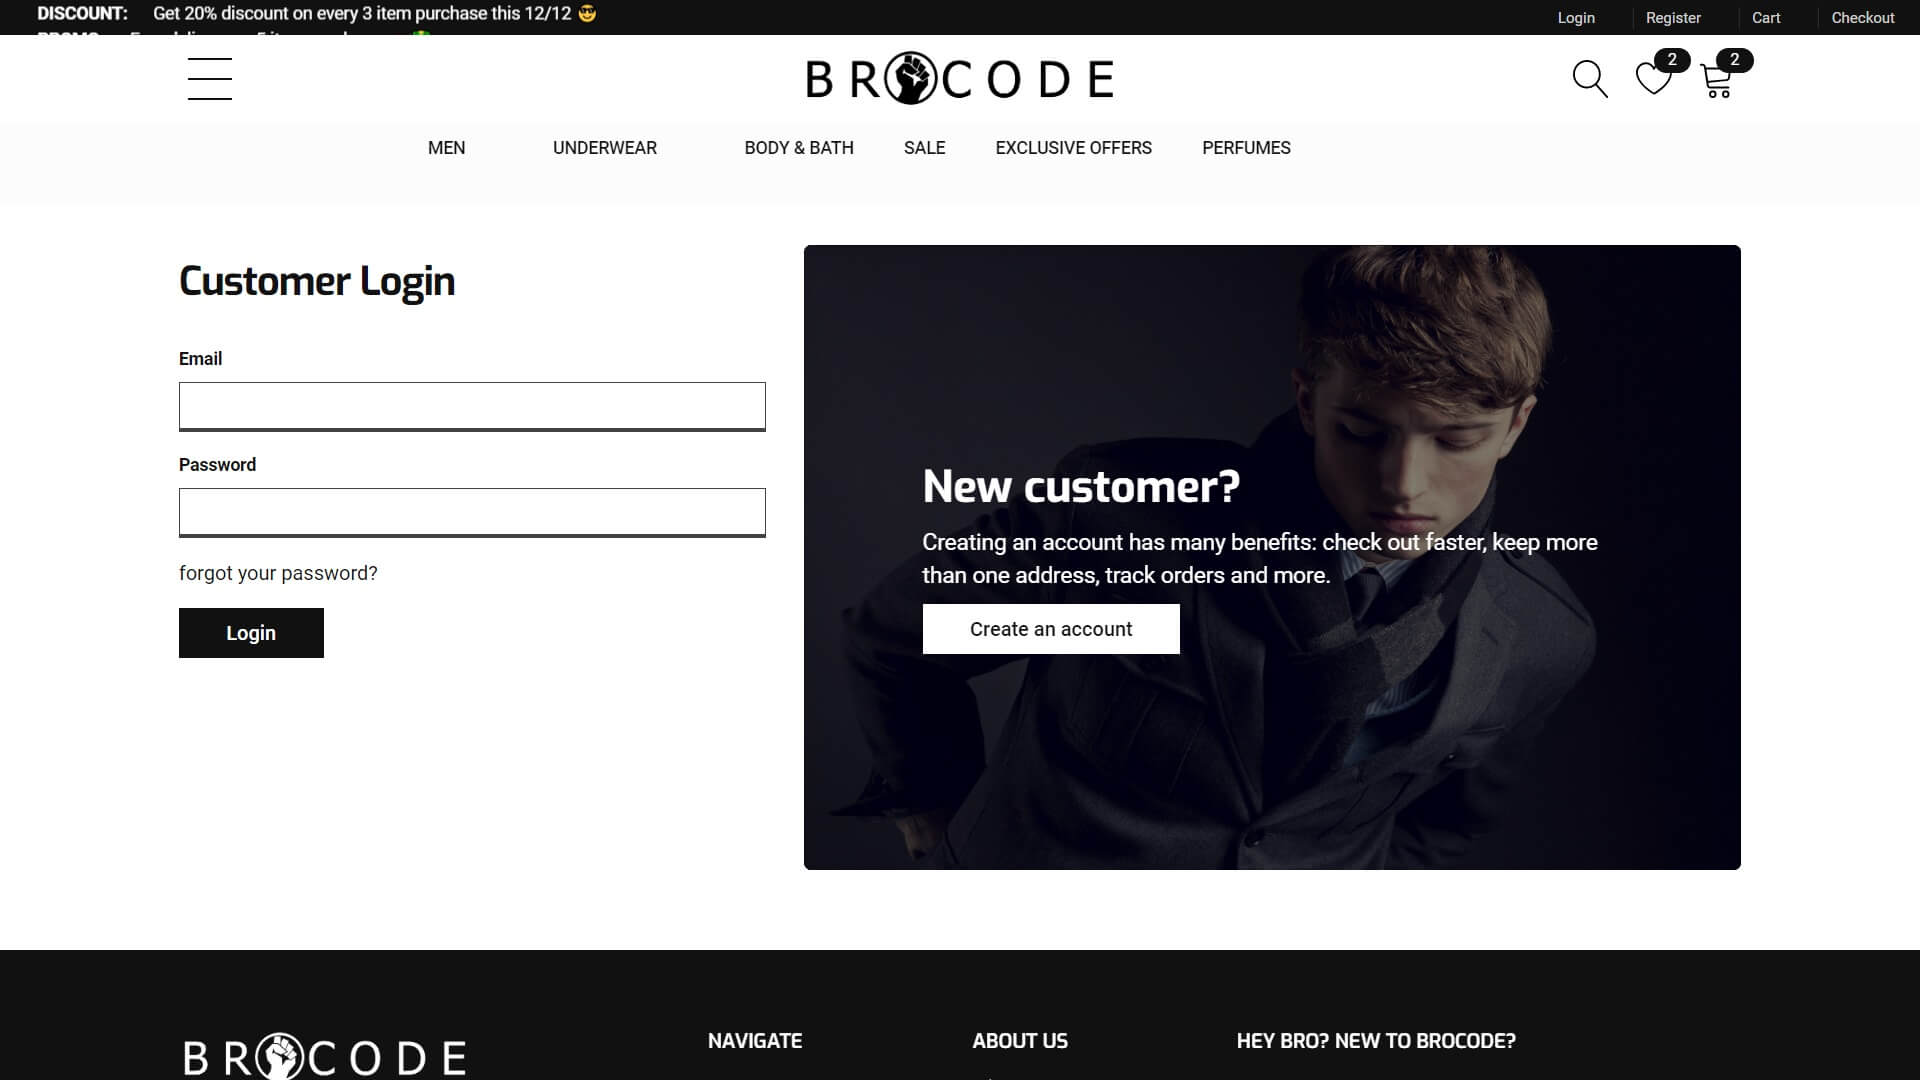 DISCOUNT: Get 20% discount on every 3 item purchase this 12/12 😎
Login Register Cart Checkout
BROCODE
2 2
MEN UNDERWEAR BODY & BATH SALE EXCLUSIVE OFFERS PERFUMES
Customer Login
Email
Password
forgot your password?
Login
New customer?
Creating an account has many benefits: check out faster, keep more
than one address, track orders and more.
Create an account
BROCODE
NAVIGATE
ABOUT US
HEY BRO? NEW TO BROCODE?